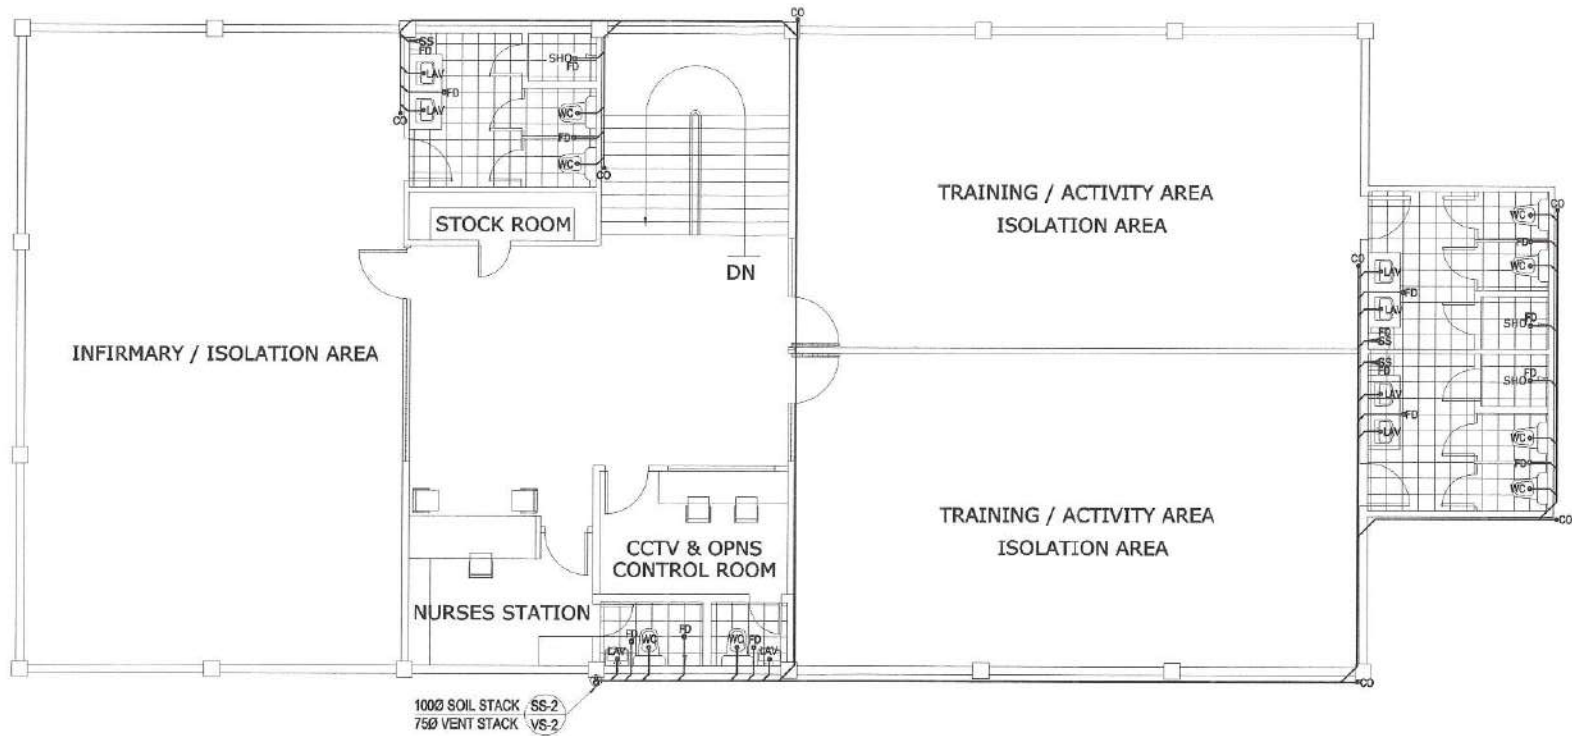 CO
SS
FD
LAV
FD
LAV
CO
SHO
FD
WC
FD
WC
CO
STOCK ROOM
DN
INFIRMARY / ISOLATION AREA
TRAINING / ACTIVITY AREA
ISOLATION AREA
CO
WC
FD
WC
CO
LAV
FD
LAV
FD
SS
SHO
FD
SS
FD
SHO
FD
LAV
FD
LAV
WC
FD
WC
CO
TRAINING / ACTIVITY AREA
ISOLATION AREA
CCTV & OPNS
CONTROL ROOM
NURSES STATION
LAV
FD
WC
FD
WC
FD
LAV
CO
100Ø SOIL STACK SS-2
75Ø VENT STACK VS-2